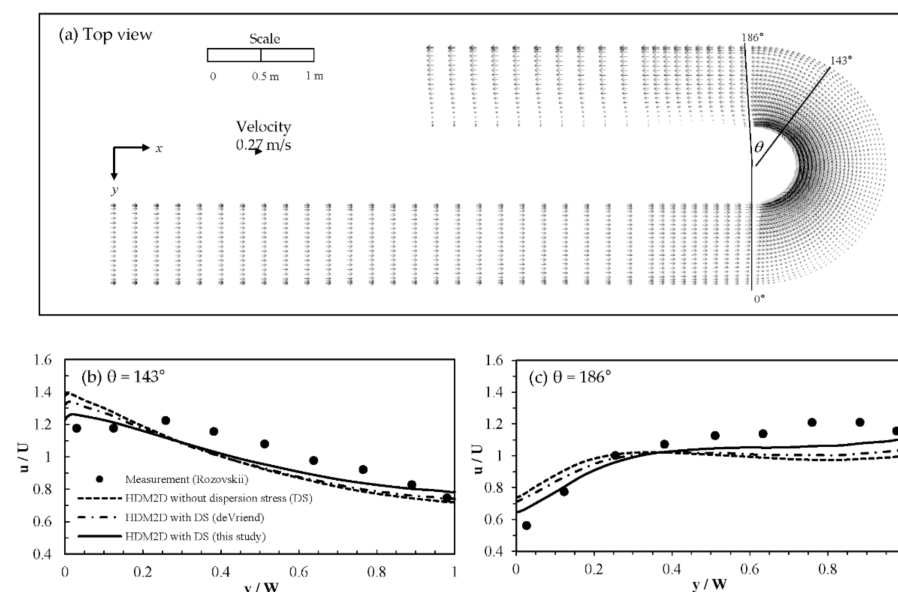 (a) Top view
Scale
0 0.5 m 1 m
Velocity
0.27 m/s
x
y
186°
143°
θ
0°
(b) θ = 143°
1.6
1.4
1.2
1.0
0.8
0.6
0.4
u / U
Measurement (Rozovskii)
HDM2D without dispersion stress (DS)
HDM2D with DS (deVriend)
HDM2D with DS (this study)
0 0.2 0.4 0.6 0.8 1
y / W
(c) θ = 186°
1.6
1.4
1.2
1.0
0.8
0.6
0.4
u / U
0 0.2 0.4 0.6 0.8
y / W